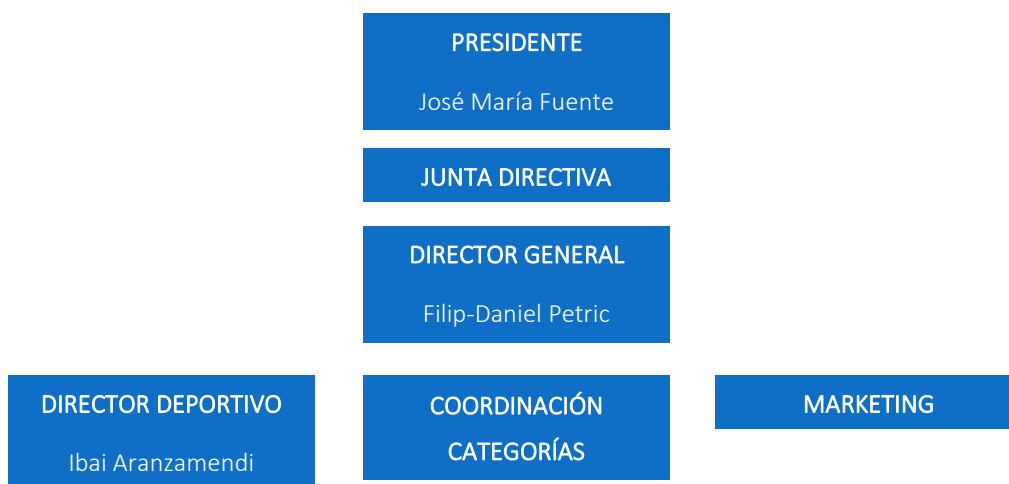 PRESIDENTE
José María Fuente
JUNTA DIRECTIVA
DIRECTOR GENERAL
Filip-Daniel Petric
DIRECTOR DEPORTIVO
Ibai Aranzamendi
COORDINACIÓN
CATEGORÍAS
MARKETING